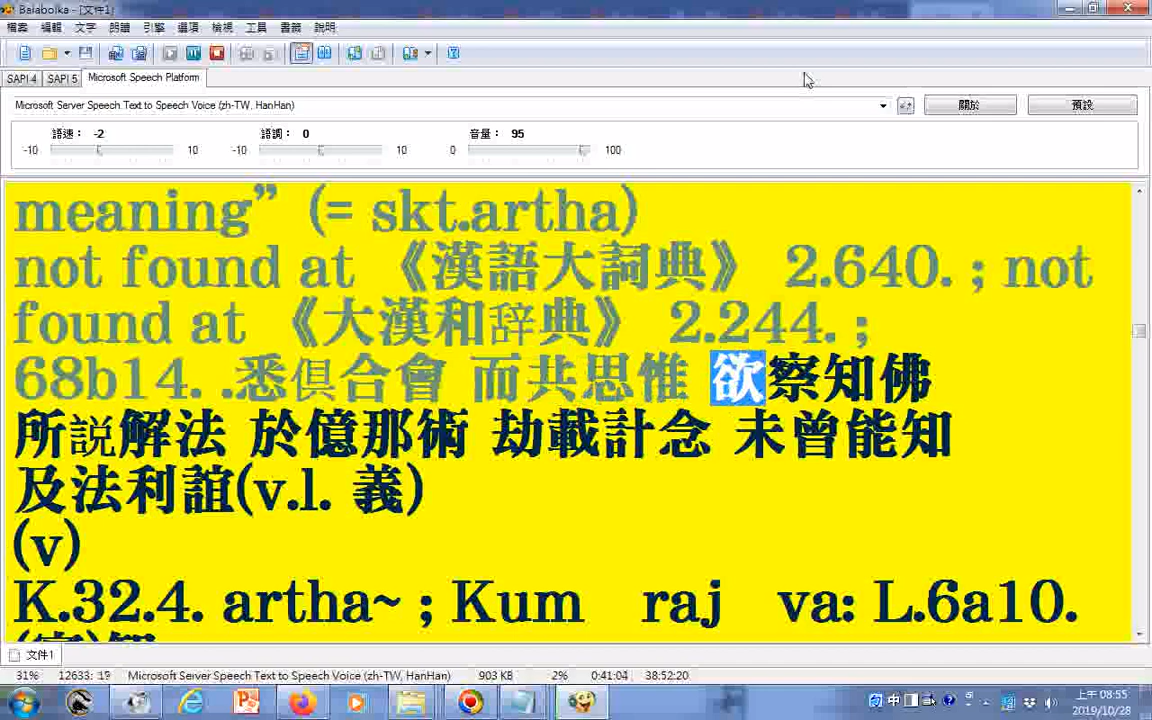 Balabolka - [文件1]
檔案 編輯 文字 朗讀 引擎 選項 檢視 工具 書籤 說明
SAPI 4 SAPI 5 Microsoft Speech Platform
Microsoft Server Speech Text to Speech Voice (zh-TW, HanHan) 關於 預設
語速： -2 語調： 0 音量： 95
-10 10 -10 10 0 100
meaning” (= skt.artha)
not found at 《漢語大詞典》 2.640. ; not
found at 《大漢和辞典》 2.244. ;
68b14. .悉俱合會 而共思惟 欲察知佛
所説解法 於億那術 劫載計念 未曾能知
及法利誼(v.l. 義)
(v)
K.32.4. artha~ ; Kum raj va: L.6a10.
文件1
31% 12633: 19 Microsoft Server Speech Text to Speech Voice (zh-TW, HanHan) 903 KB 2% 0:41:04 38:52:20
中 上午 08:55
2019/10/28